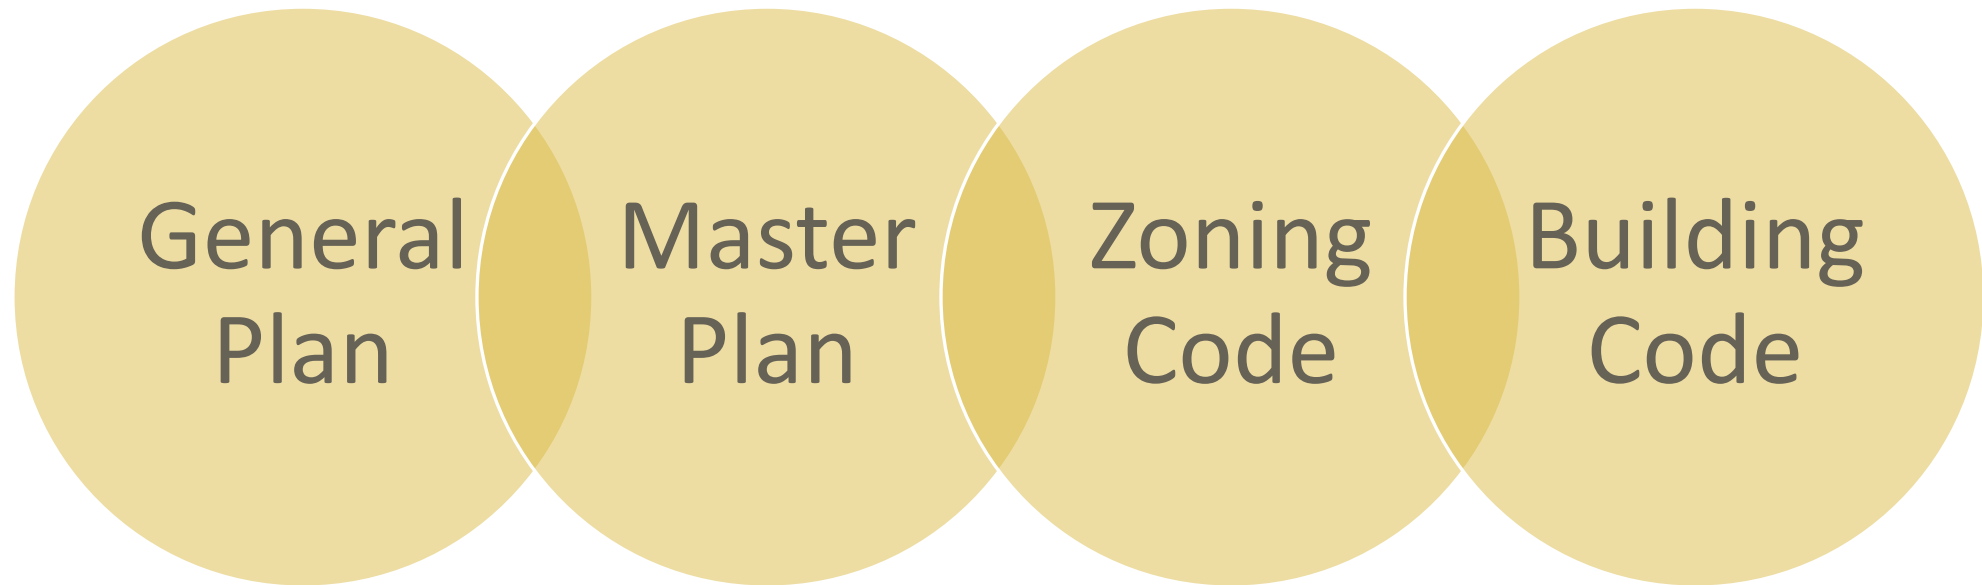 General
Plan
Master
Plan
Zoning
Code
Building
Code